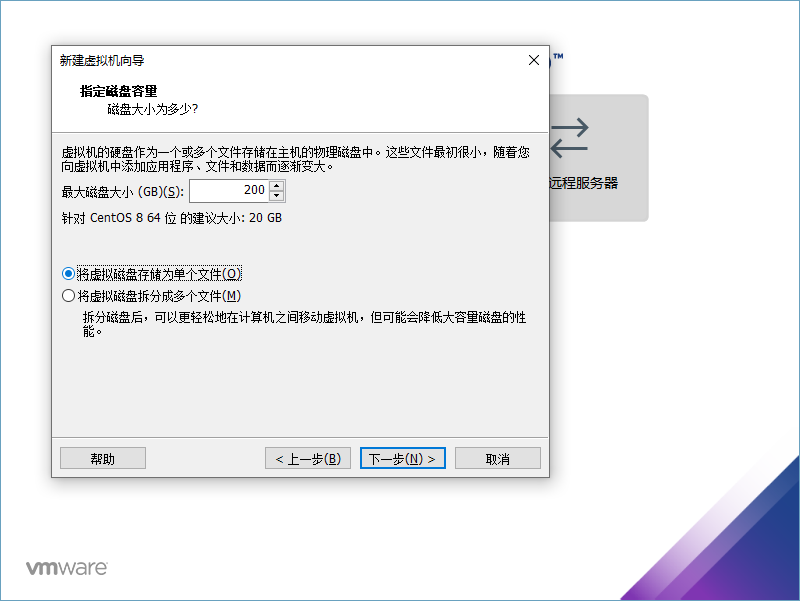 新建虚拟机向导
™
指定磁盘容量
磁盘大小为多少?
虚拟机的硬盘作为一个或多个文件存储在主机的物理磁盘中。这些文件最初很小，随着您
向虚拟机中添加应用程序、文件和数据而逐渐变大。
最大磁盘大小 (GB)(S): 200
远程服务器
针对 CentOS 8 64 位 的建议大小: 20 GB
将虚拟磁盘存储为单个文件(O)
将虚拟磁盘拆分成多个文件(M)
拆分磁盘后，可以更轻松地在计算机之间移动虚拟机，但可能会降低大容量磁盘的性
能。
帮助
< 上一步(B)
下一步(N) >
取消
vmware